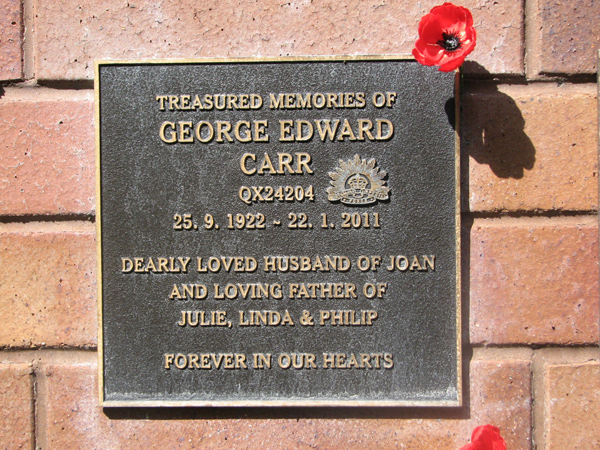 TREASURED MEMORIES OF
GEORGE EDWARD
CARR
QX24204
25. 9. 1922 ~ 22. 1. 2011
DEARLY LOVED HUSBAND OF JOAN
AND LOVING FATHER OF
JULIE, LINDA & PHILIP
FOREVER IN OUR HEARTS